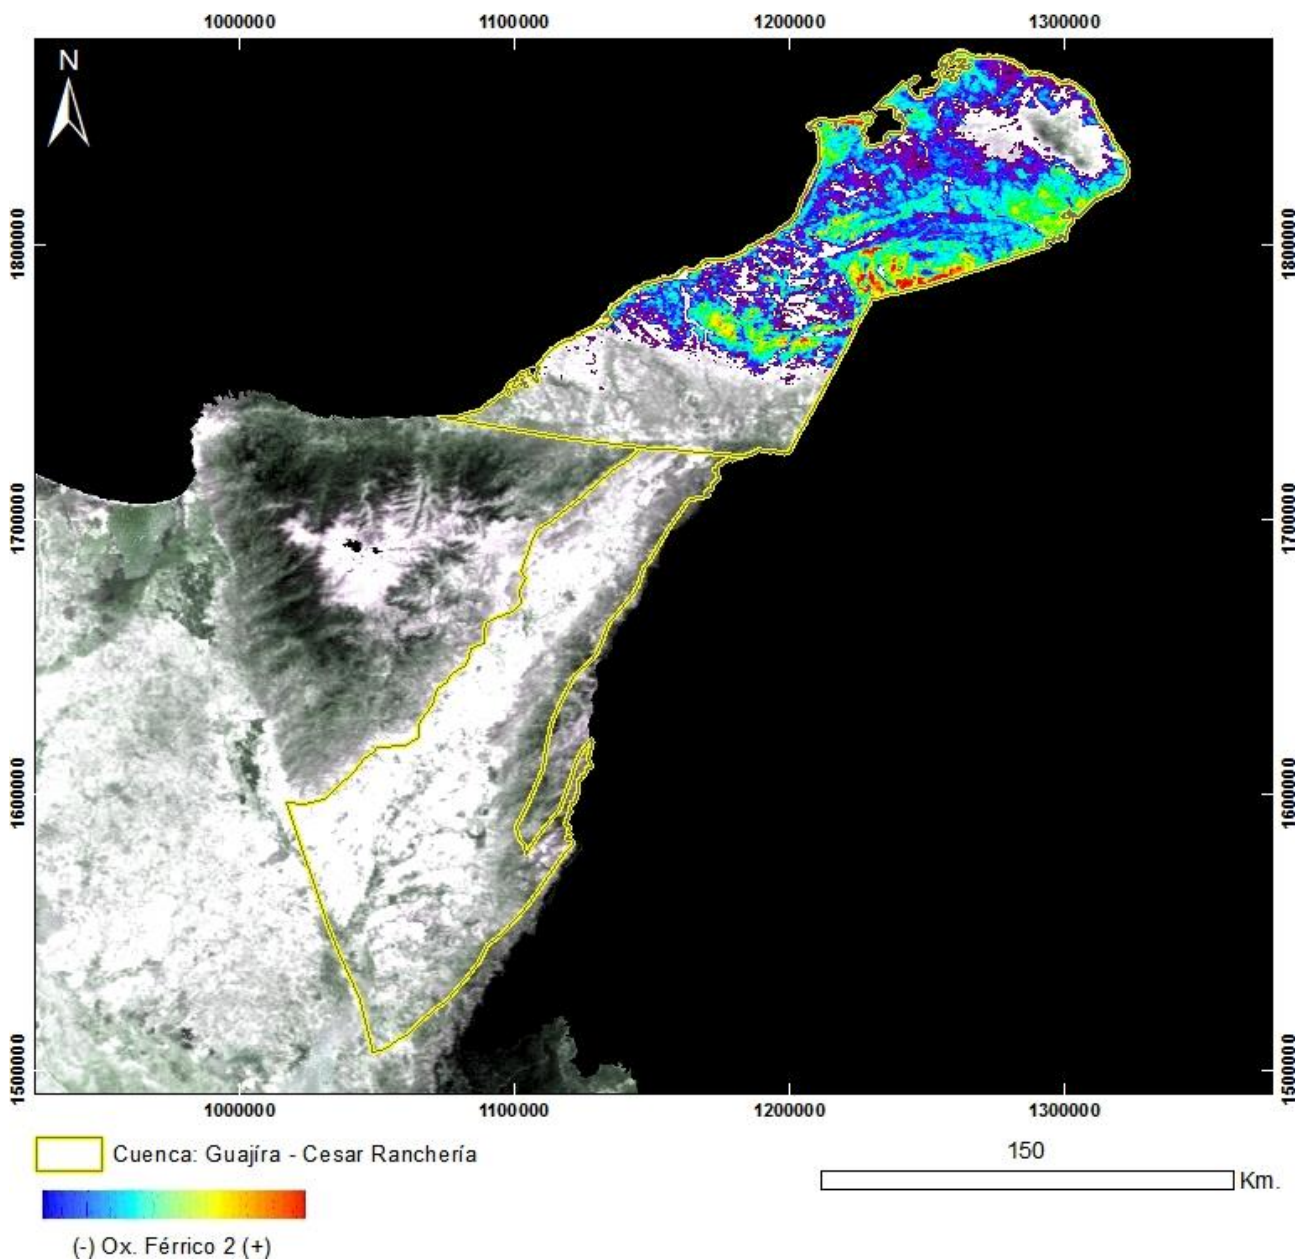 1000000 1100000 1200000 1300000
N
1800000 1800000
1700000 1700000
1600000 1600000
1500000 1500000
1000000 1100000 1200000 1300000
Cuenca: Guajíra - Cesar Ranchería
150
Km.
(-) Ox. Férrico 2 (+)